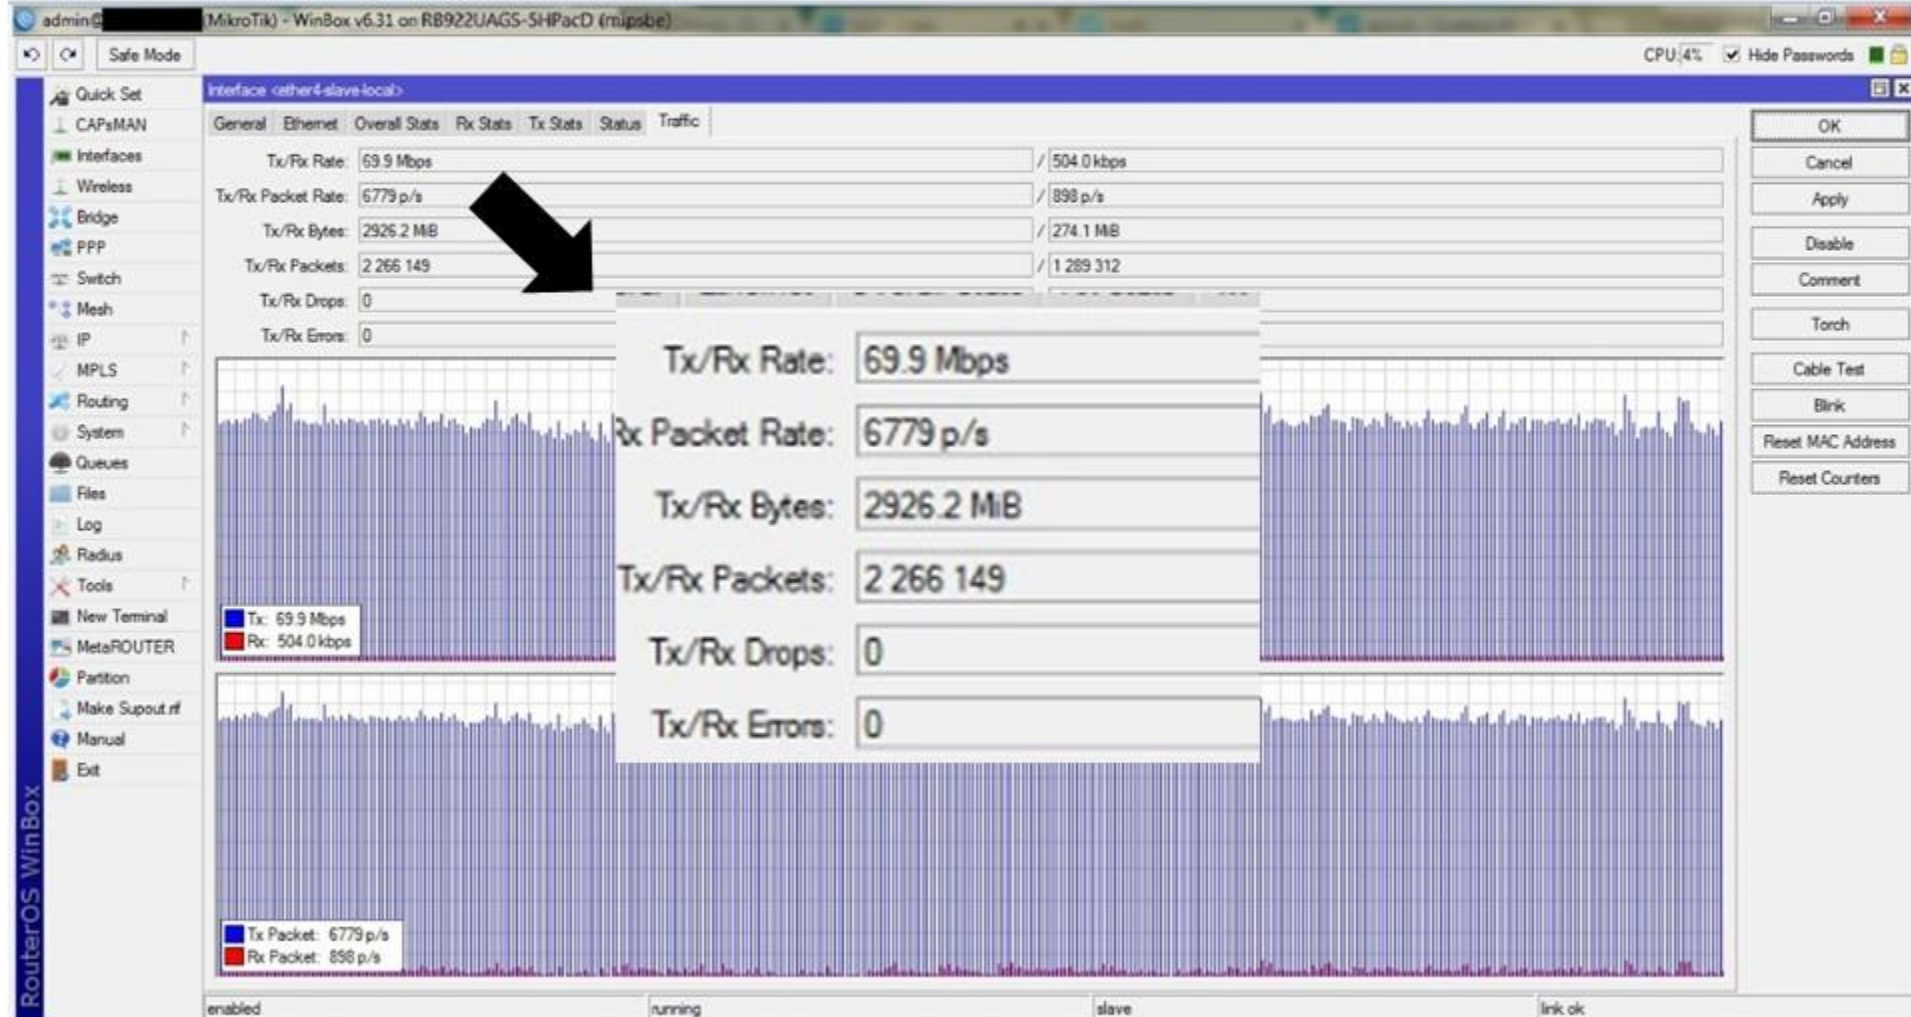 admin@ (MikroTik) - WinBox v6.31 on RB922UAGS-5HPacD (mipsbe)
Safe Mode
CPU: 4% Hide Passwords
Quick Set
CAPsMAN
Interfaces
Wireless
Bridge
PPP
Switch
Mesh
IP
MPLS
Routing
System
Queues
Files
Log
Radius
Tools
New Terminal
MetaROUTER
Partition
Make Supout.rif
Manual
Exit
RouterOS WinBox
Interface <ether4-slave-local>
General Ethernet Overall Stats Rx Stats Tx Stats Status Traffic
Tx/Rx Rate: 69.9 Mbps / 504.0 kbps
Tx/Rx Packet Rate: 6779 p/s / 898 p/s
Tx/Rx Bytes: 2926.2 MiB / 274.1 MiB
Tx/Rx Packets: 2 266 149 / 1 289 312
Tx/Rx Drops: 0
Tx/Rx Errors: 0
Tx/Rx Rate: 69.9 Mbps
Rx Packet Rate: 6779 p/s
Tx/Rx Bytes: 2926.2 MiB
Tx/Rx Packets: 2 266 149
Tx/Rx Drops: 0
Tx/Rx Errors: 0
Tx: 69.9 Mbps
Rx: 504.0 kbps
Tx Packet: 6779 p/s
Rx Packet: 898 p/s
OK
Cancel
Apply
Disable
Comment
Torch
Cable Test
Blink
Reset MAC Address
Reset Counters
enabled running slave link ok